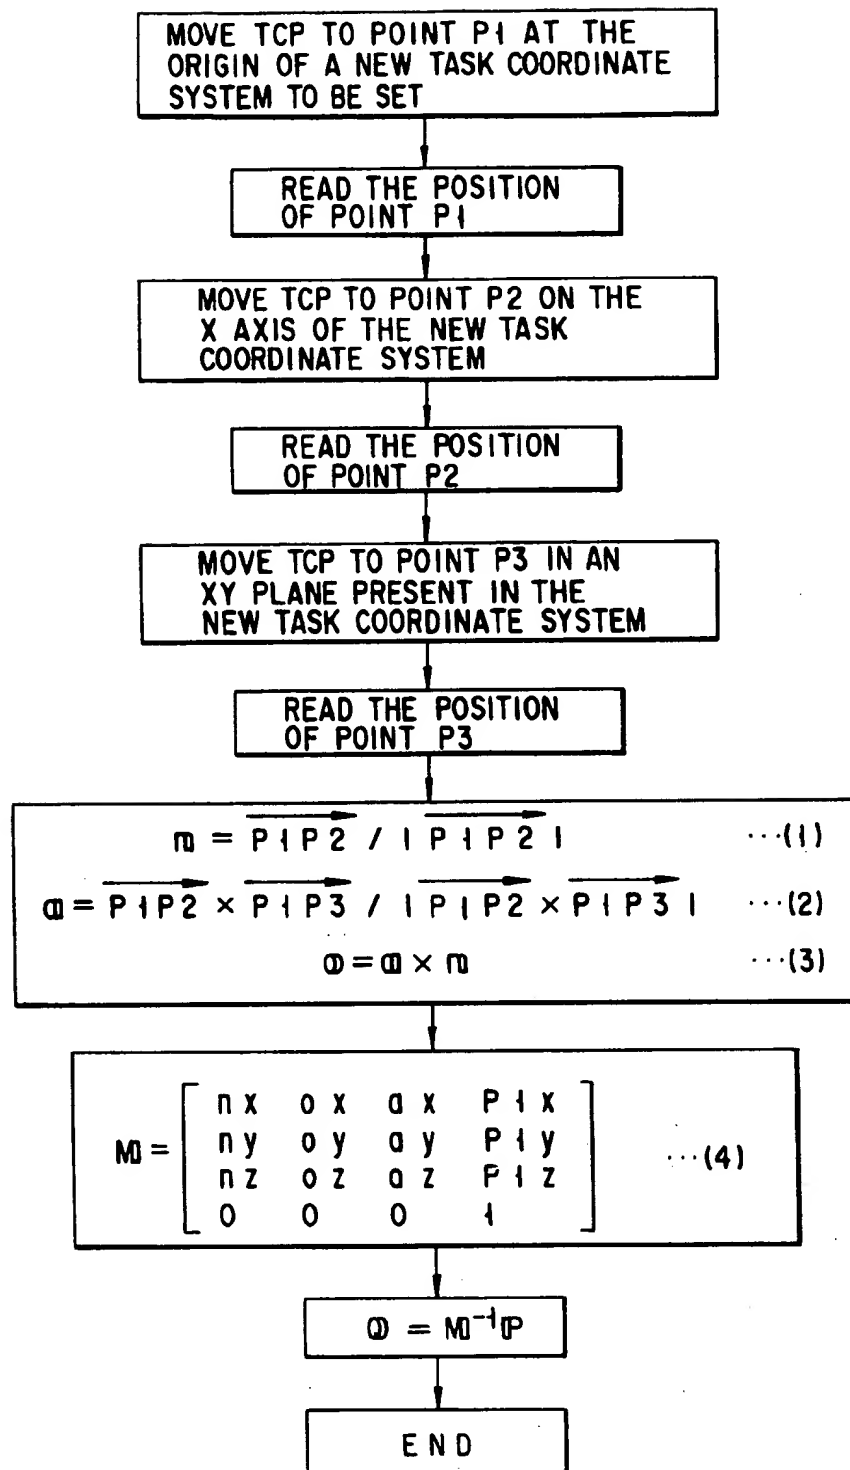 MOVE TCP TO POINT P1 AT THE
ORIGIN OF A NEW TASK COORDINATE
SYSTEM TO BE SET
READ THE POSITION
OF POINT P1
MOVE TCP TO POINT P2 ON THE
X AXIS OF THE NEW TASK
COORDINATE SYSTEM
READ THE POSITION
OF POINT P2
MOVE TCP TO POINT P3 IN AN
XY PLANE PRESENT IN THE
NEW TASK COORDINATE SYSTEM
READ THE POSITION
OF POINT P3
𝕟 = P1P2 / | P1P2 | ···(1)
𝕒 = P1P2 × P1P3 / | P1P2 × P1P3 | ···(2)
𝕠 = 𝕒 × 𝕟 ···(3)
nx ox ax P1x
ny oy ay P1y
𝕄 = ···(4)
nz oz az P1z
0 0 0 1
= 𝕄⁻¹ℙ
END